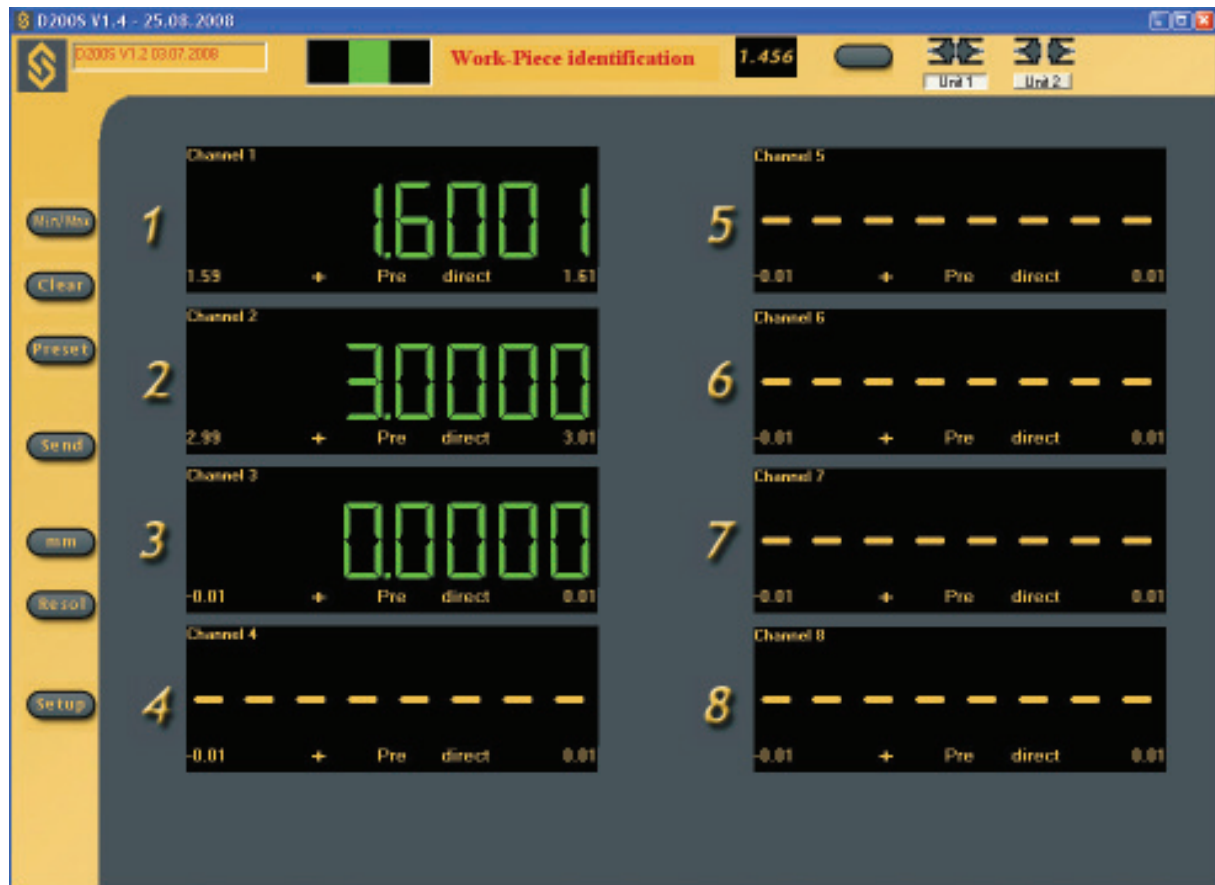 D200S V1.4 - 25.08.2008
D200S V1.2 03.07.2008
Work-Piece identification
1.456
Unit 1
Unit 2
Min/Max
Clear
Preset
Send
mm
Resol
Setup
1
Channel 1
1.6001
1.59 + Pre direct 1.61
2
Channel 2
3.0000
2.99 + Pre direct 3.01
3
Channel 3
0.0000
-0.01 + Pre direct 0.01
4
Channel 4
- - - - - - - -
-0.01 + Pre direct 0.01
5
Channel 5
- - - - - - - -
-0.01 + Pre direct 0.01
6
Channel 6
- - - - - - - -
-0.01 + Pre direct 0.01
7
Channel 7
- - - - - - - -
-0.01 + Pre direct 0.01
8
Channel 8
- - - - - - - -
-0.01 + Pre direct 0.01